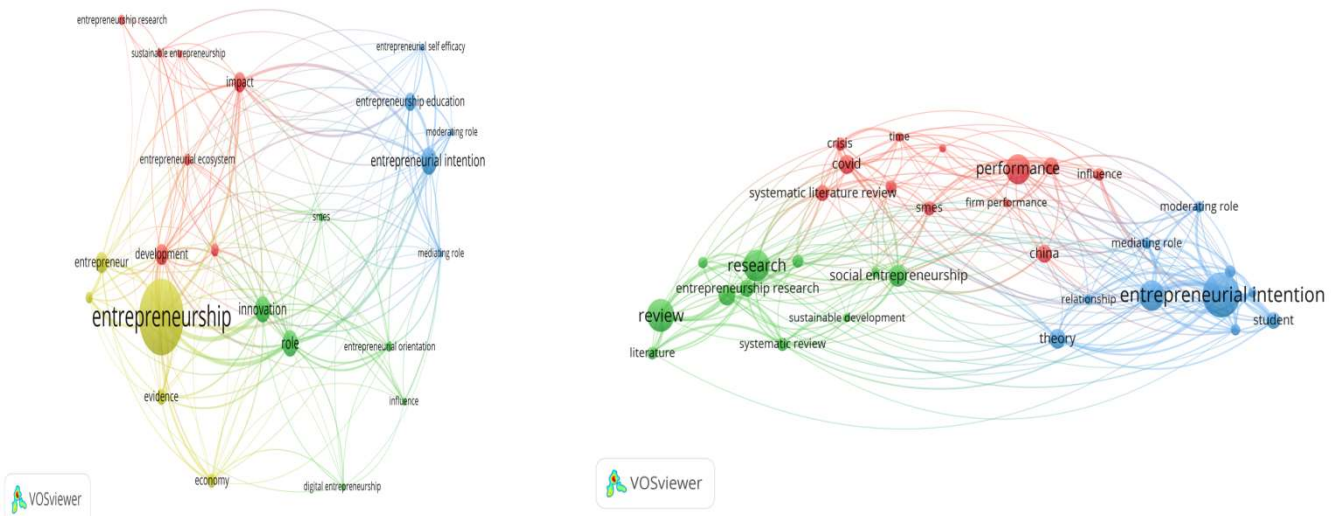 entrepreneurship research
sustainable entrepreneurship
entrepreneurial self efficacy
impact
entrepreneurship education
moderating role
entrepreneurial intention
entrepreneurial ecosystem
smes
development
mediating role
entrepreneur
entrepreneurship
innovation
role
entrepreneurial orientation
evidence
influence
economy
digital entrepreneurship
VOSviewer
time
crisis
covid
performance
influence
systematic literature review
firm performance
smes
moderating role
mediating role
china
research
social entrepreneurship
entrepreneurship research
relationship
entrepreneurial intention
review
sustainable development
student
theory
systematic review
literature
VOSviewer